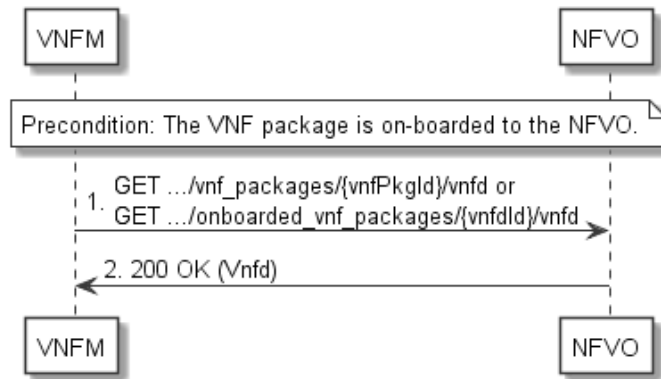 VNFM
NFVO
Precondition: The VNF package is on-boarded to the NFVO.
1. GET .../vnf_packages/{vnfPkgId}/vnfd or
GET .../onboarded_vnf_packages/{vnfdId}/vnfd
2. 200 OK (Vnfd)
VNFM
NFVO